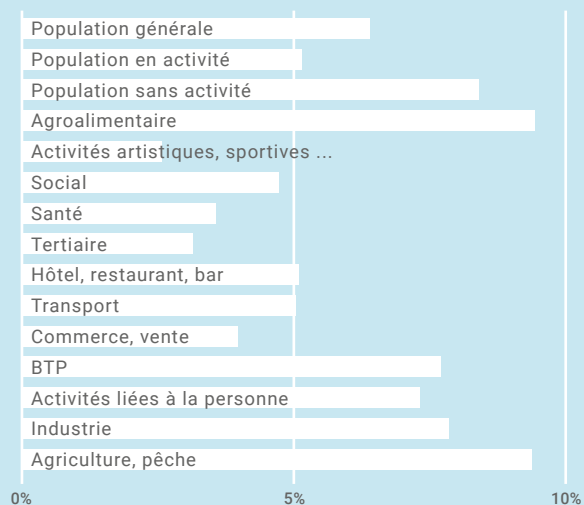 Population générale
Population en activité
Population sans activité
Agroalimentaire
Activités artistiques, sportives ...
Social
Santé
Tertiaire
Hôtel, restaurant, bar
Transport
Commerce, vente
BTP
Activités liées à la personne
Industrie
Agriculture, pêche
0% 5% 10%